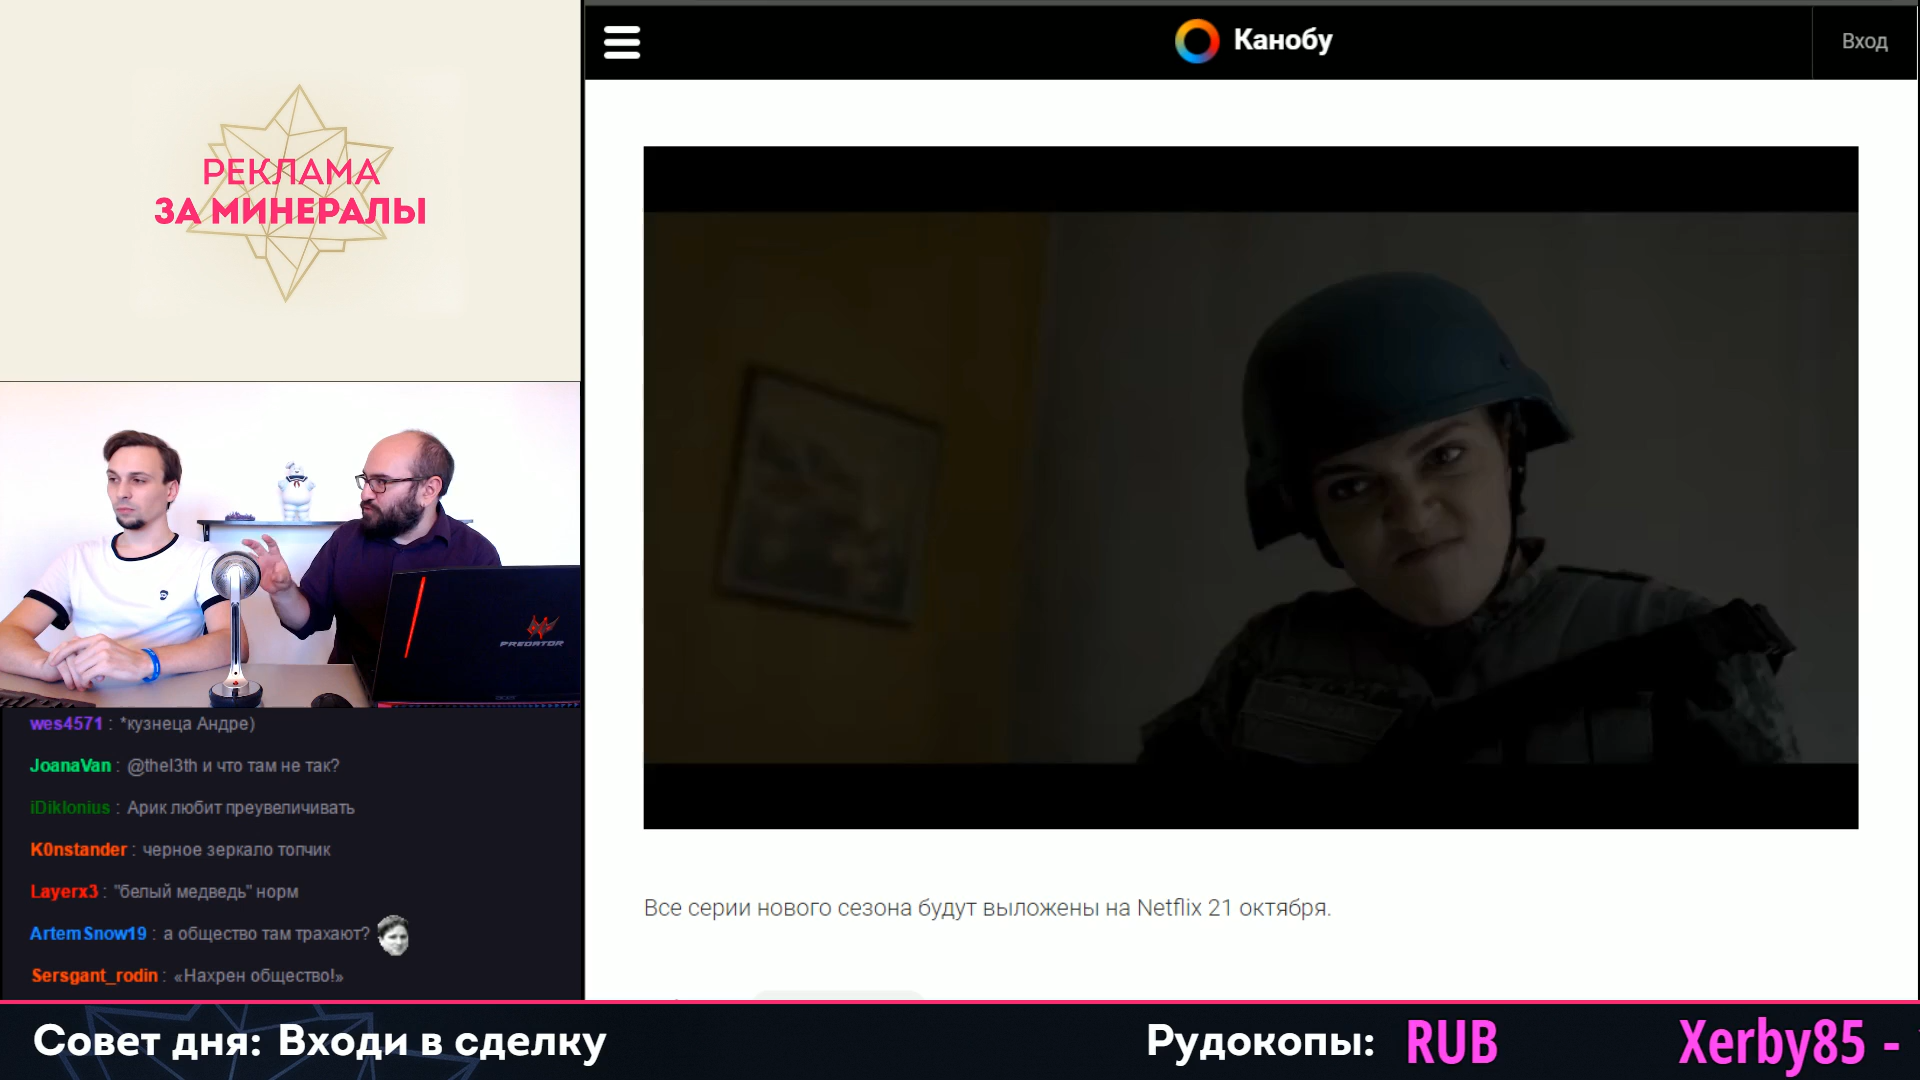 РЕКЛАМА
ЗА МИНЕРАЛЫ
Канобу
Вход
PREDATOR
wes4571 : *кузнеца Андре)
JoanaVan : @thel3th и что там не так?
iDiklonius : Арик любит преувеличивать
K0nstander : черное зеркало топчик
Layerx3 : "белый медведь" норм
ArtemSnow19 : а общество там трахают?
Sersgant_rodin : «Нахрен общество!»
Все серии нового сезона будут выложены на Netflix 21 октября.
Совет дня: Входи в сделку
Рудокопы: RUB
Xerby85 -